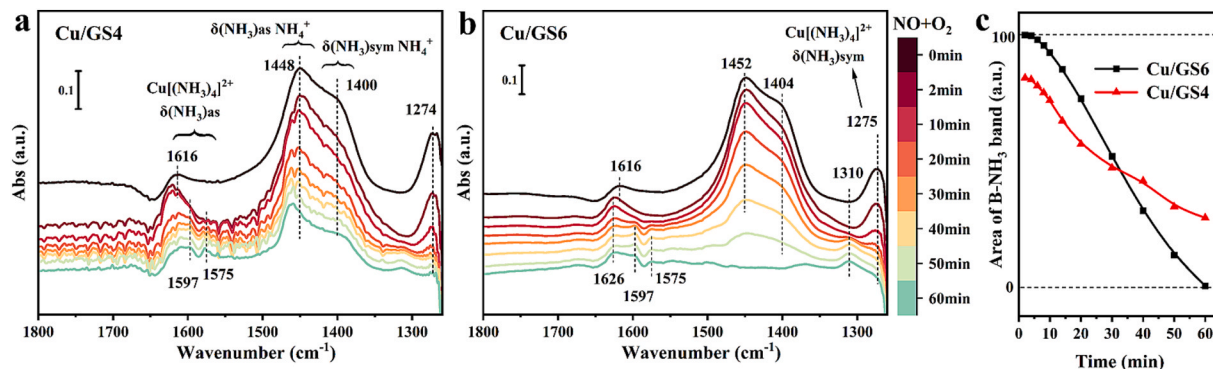 a
Cu/GS4
0.1
δ(NH₃)as NH₄⁺
δ(NH₃)sym NH₄⁺
1448
1400
Cu[(NH₃)₄]²⁺
δ(NH₃)as
1616
1274
1597
1575
Abs (a.u.)
1800 1700 1600 1500 1400 1300
Wavenumber (cm⁻¹)
b
Cu/GS6
0.1
1452
1404
Cu[(NH₃)₄]²⁺
δ(NH₃)sym
1275
1616
1310
1626
1597
1575
Abs (a.u.)
1800 1700 1600 1500 1400 1300
Wavenumber (cm⁻¹)
NO+O₂
0min
2min
10min
20min
30min
40min
50min
60min
c
100
0
Cu/GS6
Cu/GS4
Area of B-NH₃ band (a.u.)
0 10 20 30 40 50 60
Time (min)